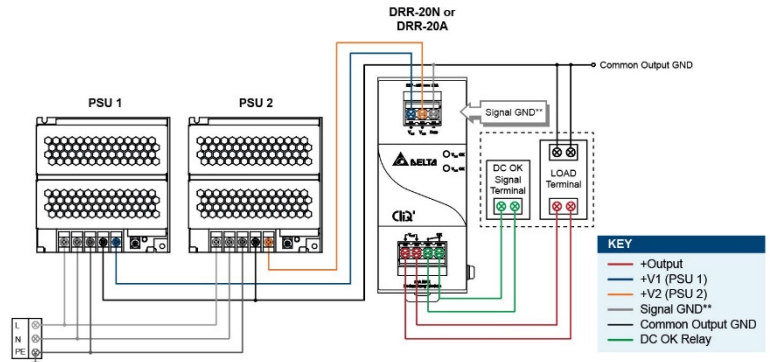 DRR-20N or
DRR-20A
Common Output GND
PSU 1
PSU 2
Signal GND**
DELTA
DC OK
Signal
Terminal
LOAD
Terminal
CliQ
KEY
+Output
+V1 (PSU 1)
+V2 (PSU 2)
Signal GND**
Common Output GND
DC OK Relay
L
N
PE